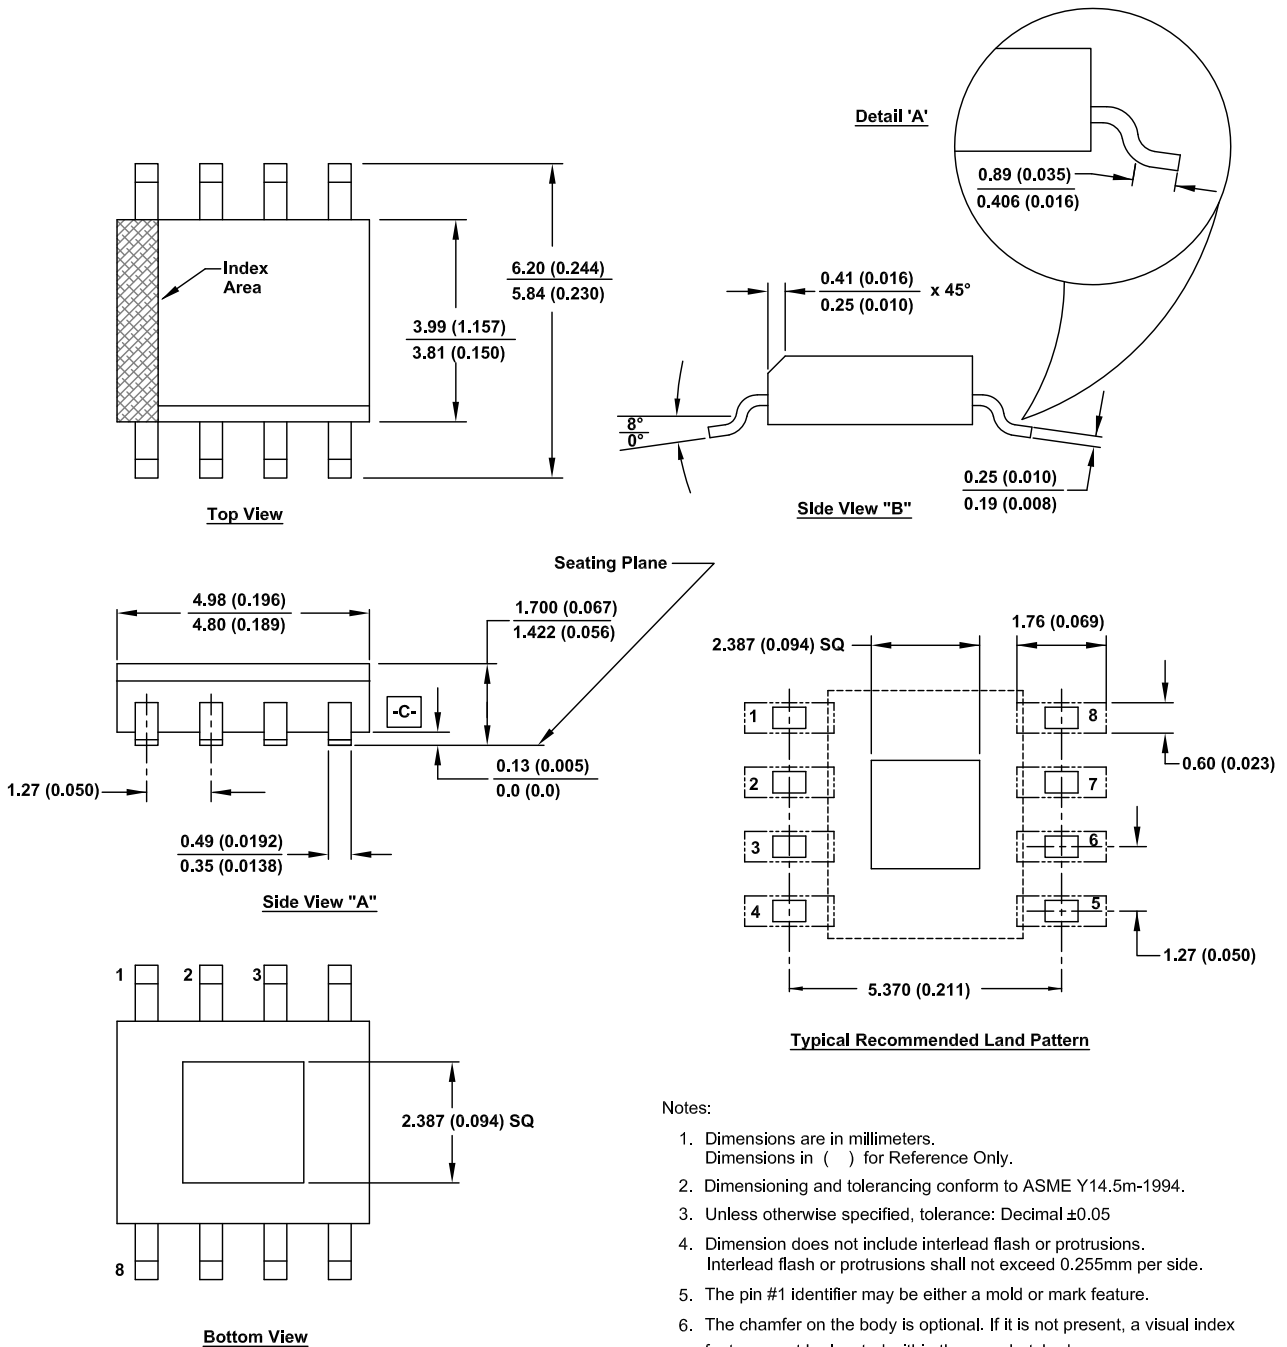 Detail 'A'
0.89 (0.035)
0.406 (0.016)
Index
Area
6.20 (0.244)
5.84 (0.230)
3.99 (1.157)
3.81 (0.150)
0.41 (0.016)
0.25 (0.010)
x 45°
8°
0°
0.25 (0.010)
0.19 (0.008)
Top View
Side View "B"
Seating Plane
4.98 (0.196)
4.80 (0.189)
1.700 (0.067)
1.422 (0.056)
-C-
0.13 (0.005)
0.0 (0.0)
1.27 (0.050)
0.49 (0.0192)
0.35 (0.0138)
Side View "A"
2.387 (0.094) SQ
1.76 (0.069)
1
8
0.60 (0.023)
2
7
3
6
4
5
1.27 (0.050)
5.370 (0.211)
Typical Recommended Land Pattern
1
2
3
2.387 (0.094) SQ
8
Bottom View
Notes:
1. Dimensions are in millimeters.
Dimensions in ( ) for Reference Only.
2. Dimensioning and tolerancing conform to ASME Y14.5m-1994.
3. Unless otherwise specified, tolerance: Decimal ±0.05
4. Dimension does not include interlead flash or protrusions.
Interlead flash or protrusions shall not exceed 0.255mm per side.
5. The pin #1 identifier may be either a mold or mark feature.
6. The chamfer on the body is optional. If it is not present, a visual index